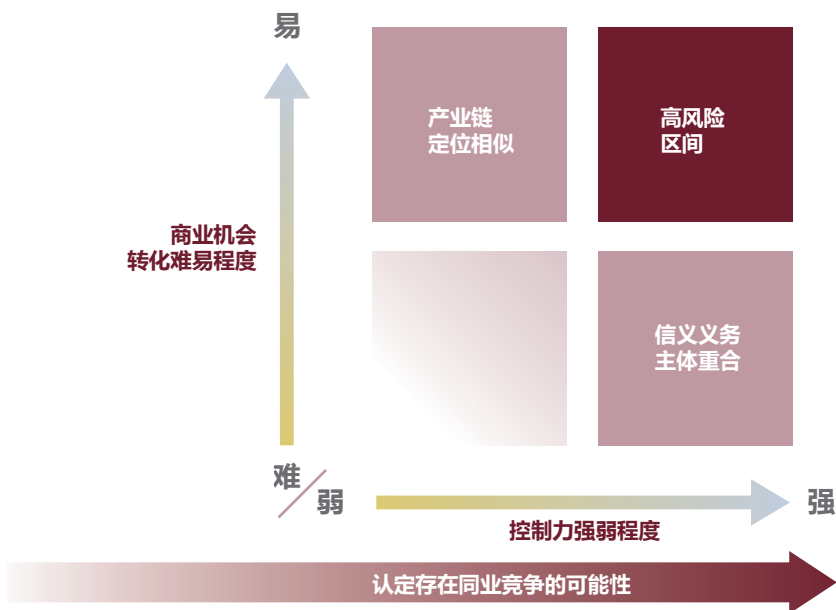 易
产业链
定位相似
高风险
区间
商业机会
转化难易程度
信义义务
主体重合
难
弱
强
控制力强弱程度
认定存在同业竞争的可能性